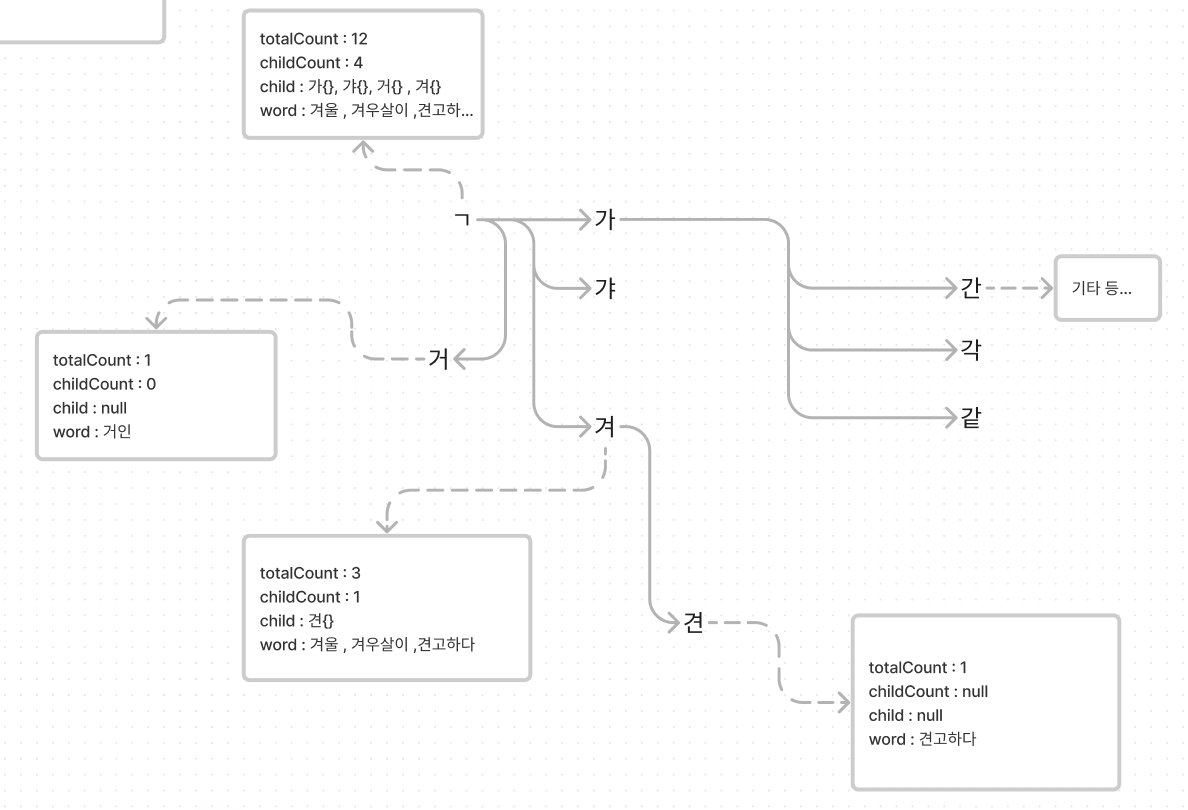 totalCount : 12
childCount : 4
child : 가{}, 갸{}, 거{} , 겨{}
word : 겨울 , 겨우살이 ,견고하...
ㄱ
가
갸
간
기타 등...
거
각
totalCount : 1
childCount : 0
child : null
word : 거인
겨
같
totalCount : 3
childCount : 1
child : 견{}
word : 겨울 , 겨우살이 ,견고하다
견
totalCount : 1
childCount : null
child : null
word : 견고하다